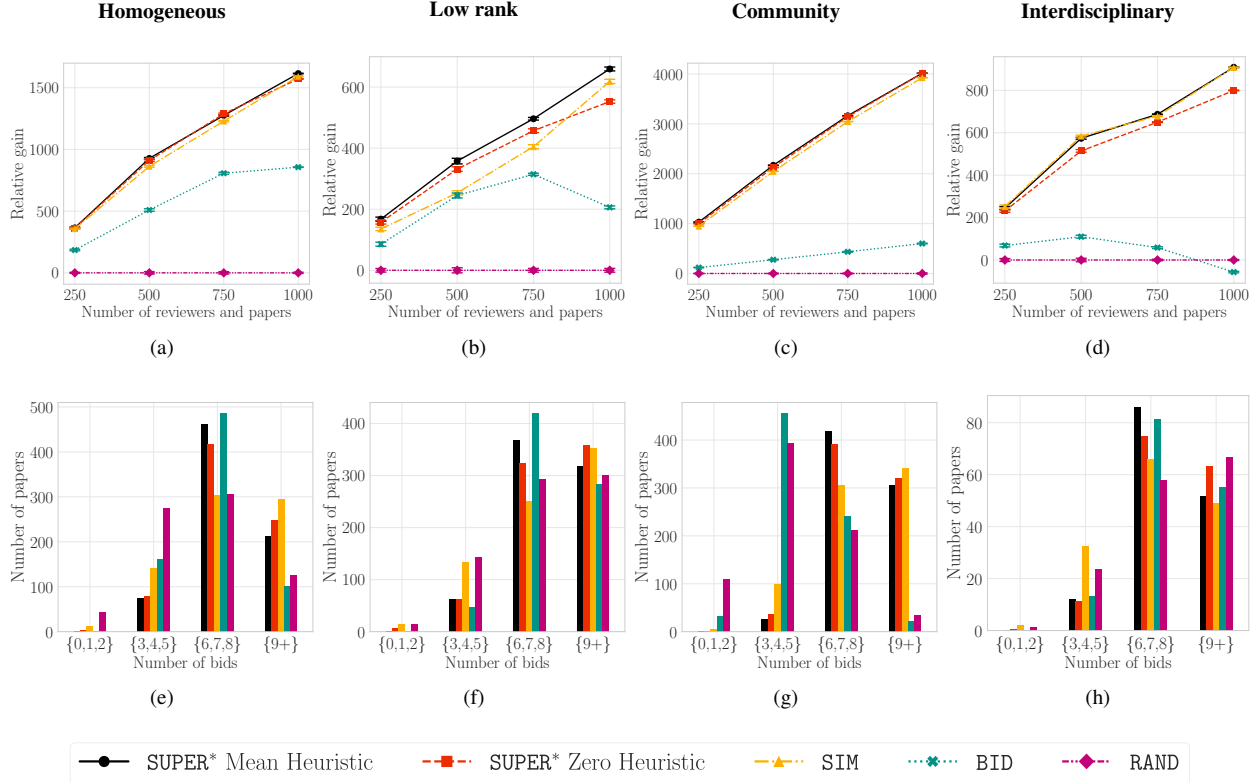 Homogeneous
Low rank
Community
Interdisciplinary
Relative gain
1500
1000
500
0
250 500 750 1000
Number of reviewers and papers
(a)
Relative gain
600
400
200
0
250 500 750 1000
Number of reviewers and papers
(b)
Relative gain
4000
3000
2000
1000
0
250 500 750 1000
Number of reviewers and papers
(c)
Relative gain
800
600
400
200
0
250 500 750 1000
Number of reviewers and papers
(d)
Number of papers
500
400
300
200
100
0
{0,1,2} {3,4,5} {6,7,8} {9+}
Number of bids
(e)
Number of papers
400
300
200
100
0
{0,1,2} {3,4,5} {6,7,8} {9+}
Number of bids
(f)
Number of papers
400
300
200
100
0
{0,1,2} {3,4,5} {6,7,8} {9+}
Number of bids
(g)
Number of papers
80
60
40
20
0
{0,1,2} {3,4,5} {6,7,8} {9+}
Number of bids
(h)
SUPER* Mean Heuristic SUPER* Zero Heuristic SIM BID RAND